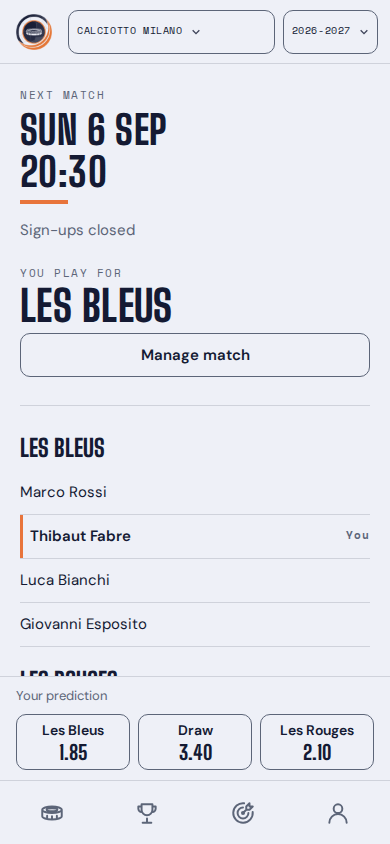 CALCIOTTO MILANO
2026-2027
NEXT MATCH
SUN 6 SEP
20:30
Sign-ups closed
YOU PLAY FOR
LES BLEUS
Manage match
LES BLEUS
Marco Rossi
Thibaut Fabre
You
Luca Bianchi
Giovanni Esposito
LES ROUGES
Your prediction
Les Bleus
1.85
Draw
3.40
Les Rouges
2.10